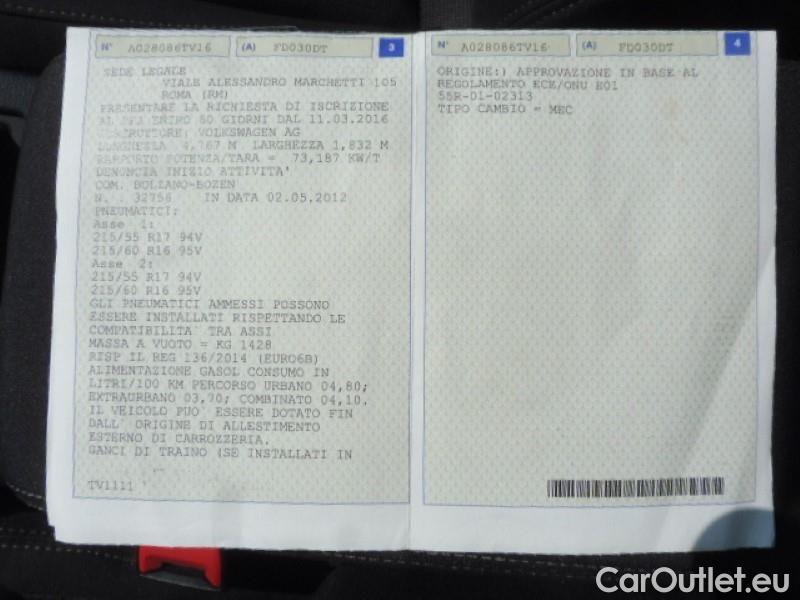 N° A028086TV16 (A) FD030DT 3
SEDE LEGALE
VIALE ALESSANDRO MARCHETTI 105
ROMA (RM)
PRESENTARE LA RICHIESTA DI ISCRIZIONE
AL PRA ENTRO 60 GIORNI DAL 11.03.2016
COSTRUTTORE: VOLKSWAGEN AG
LUNGHEZZA 4,767 M LARGHEZZA 1,832 M
RAPPORTO POTENZA/TARA = 73,187 KW/T
DENUNCIA INIZIO ATTIVITA'
COM. BOLZANO-BOZEN
N. . 32758 IN DATA 02.05.2012
PNEUMATICI:
Asse 1:
215/55 R17 94V
215/60 R16 95V
Asse 2:
215/55 R17 94V
215/60 R16 95V
GLI PNEUMATICI AMMESSI POSSONO
ESSERE INSTALLATI RISPETTANDO LE
COMPATIBILITA` TRA ASSI
MASSA A VUOTO = KG 1428
RISP IL REG 136/2014 (EURO6B)
ALIMENTAZIONE GASOL CONSUMO IN
LITRI/100 KM PERCORSO URBANO 04,80;
EXTRAURBANO 03,70; COMBINATO 04,10.
IL VEICOLO PUO` ESSERE DOTATO FIN
DALL` ORIGINE DI ALLESTIMENTO
ESTERNO DI CARROZZERIA.
GANCI DI TRAINO (SE INSTALLATI IN
TV1111
N° A028086TV16 (A) FD030DT 4
ORIGINE:) APPROVAZIONE IN BASE AL
REGOLAMENTO ECE/ONU E01
55R-01-02313
TIPO CAMBIO = MEC
CarOutlet.eu